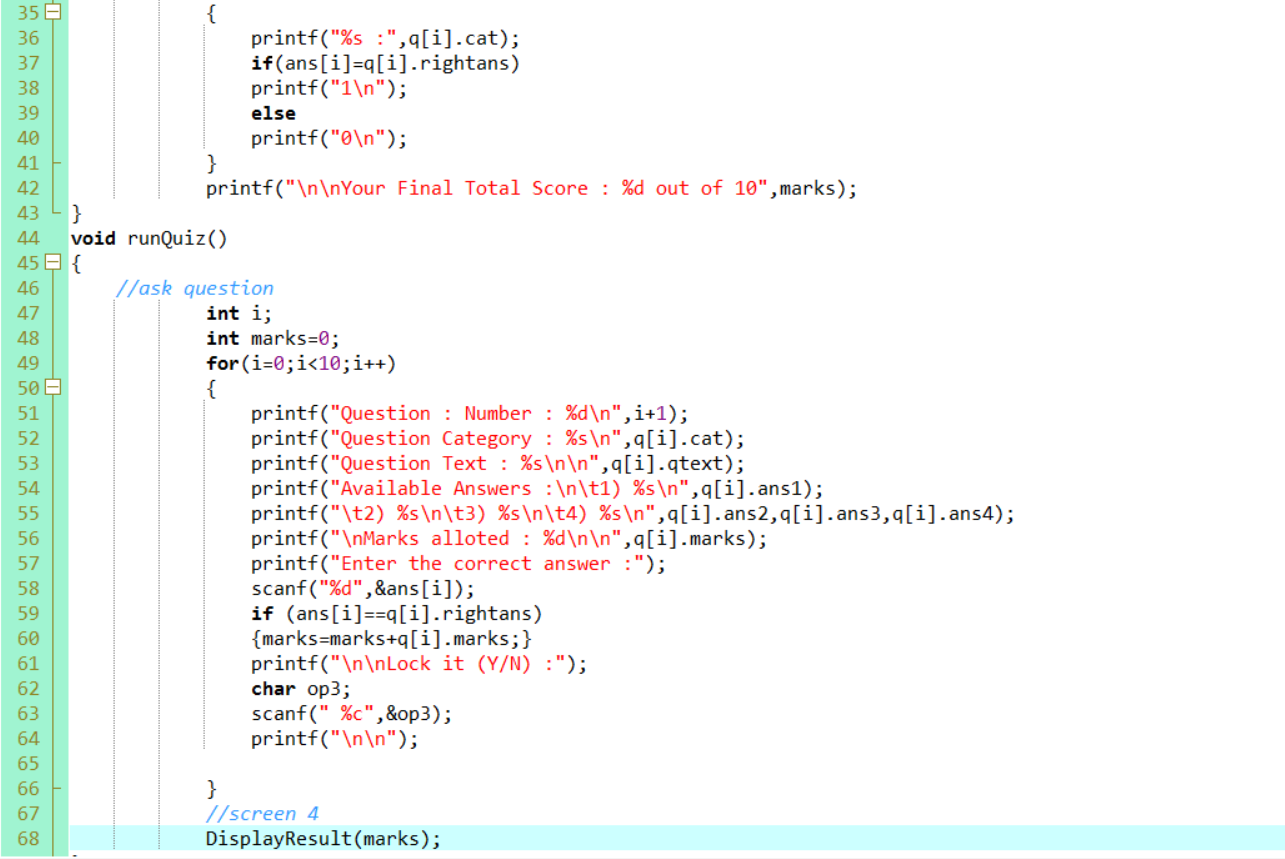 35 {
36 printf("%s :",q[i].cat);
37 if(ans[i]=q[i].rightans)
38 printf("1\n");
39 else
40 printf("0\n");
41 }
42 printf("\n\nYour Final Total Score : %d out of 10",marks);
43 }
44 void runQuiz()
45 {
46 //ask question
47 int i;
48 int marks=0;
49 for(i=0;i<10;i++)
50 {
51 printf("Question : Number : %d\n",i+1);
52 printf("Question Category : %s\n",q[i].cat);
53 printf("Question Text : %s\n\n",q[i].qtext);
54 printf("Available Answers :\n\t1) %s\n",q[i].ans1);
55 printf("\t2) %s\n\t3) %s\n\t4) %s\n",q[i].ans2,q[i].ans3,q[i].ans4);
56 printf("\nMarks alloted : %d\n\n",q[i].marks);
57 printf("Enter the correct answer :");
58 scanf("%d",&ans[i]);
59 if (ans[i]==q[i].rightans)
60 {marks=marks+q[i].marks;}
61 printf("\n\nLock it (Y/N) :");
62 char op3;
63 scanf(" %c",&op3);
64 printf("\n\n");
65
66 }
67 //screen 4
68 DisplayResult(marks);